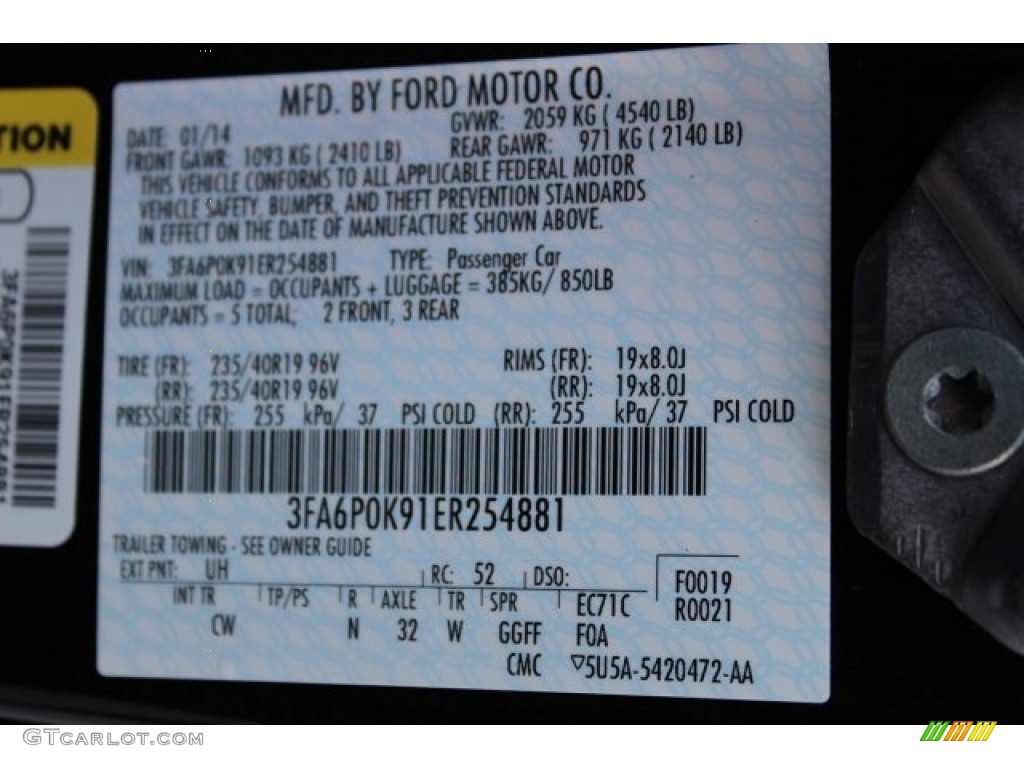 TION
MFD. BY FORD MOTOR CO.
DATE: 01/14 GVWR: 2059 KG ( 4540 LB)
FRONT GAWR: 1093 KG ( 2410 LB) REAR GAWR: 971 KG ( 2140 LB)
THIS VEHICLE CONFORMS TO ALL APPLICABLE FEDERAL MOTOR
VEHICLE SAFETY, BUMPER, AND THEFT PREVENTION STANDARDS
IN EFFECT ON THE DATE OF MANUFACTURE SHOWN ABOVE.
VIN: 3FA6P0K91ER254881 TYPE: Passenger Car
MAXIMUM LOAD = OCCUPANTS + LUGGAGE = 385KG/ 850LB
OCCUPANTS = 5 TOTAL; 2 FRONT, 3 REAR
TIRE (FR): 235/40R19 96V RIMS (FR): 19x8.0J
(RR): 235/40R19 96V (RR): 19x8.0J
PRESSURE (FR): 255 kPa/ 37 PSI COLD (RR): 255 kPa/ 37 PSI COLD
3FA6P0K91ER254881
TRAILER TOWING - SEE OWNER GUIDE
EXT PNT: UH RC: 52 DSO: F0019
INT TR TP/PS R AXLE TR SPR EC71C R0021
CW N 32 W GGFF FOA
CMC ▽5U5A-5420472-AA
3FA6P0K91ER254881
GTCARLOT.COM